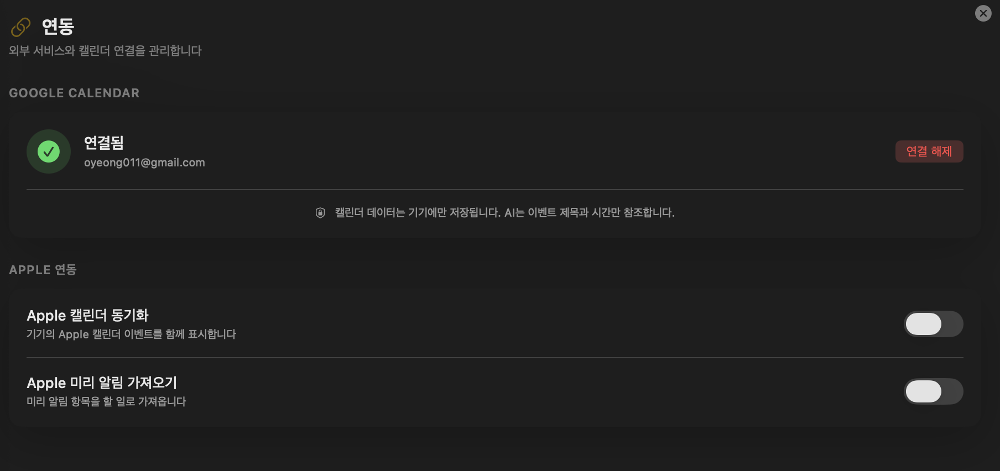 연동
외부 서비스와 캘린더 연결을 관리합니다
GOOGLE CALENDAR
연결됨
oyeong011@gmail.com
연결 해제
캘린더 데이터는 기기에만 저장됩니다. AI는 이벤트 제목과 시간만 참조합니다.
APPLE 연동
Apple 캘린더 동기화
기기의 Apple 캘린더 이벤트를 함께 표시합니다
Apple 미리 알림 가져오기
미리 알림 항목을 할 일로 가져옵니다